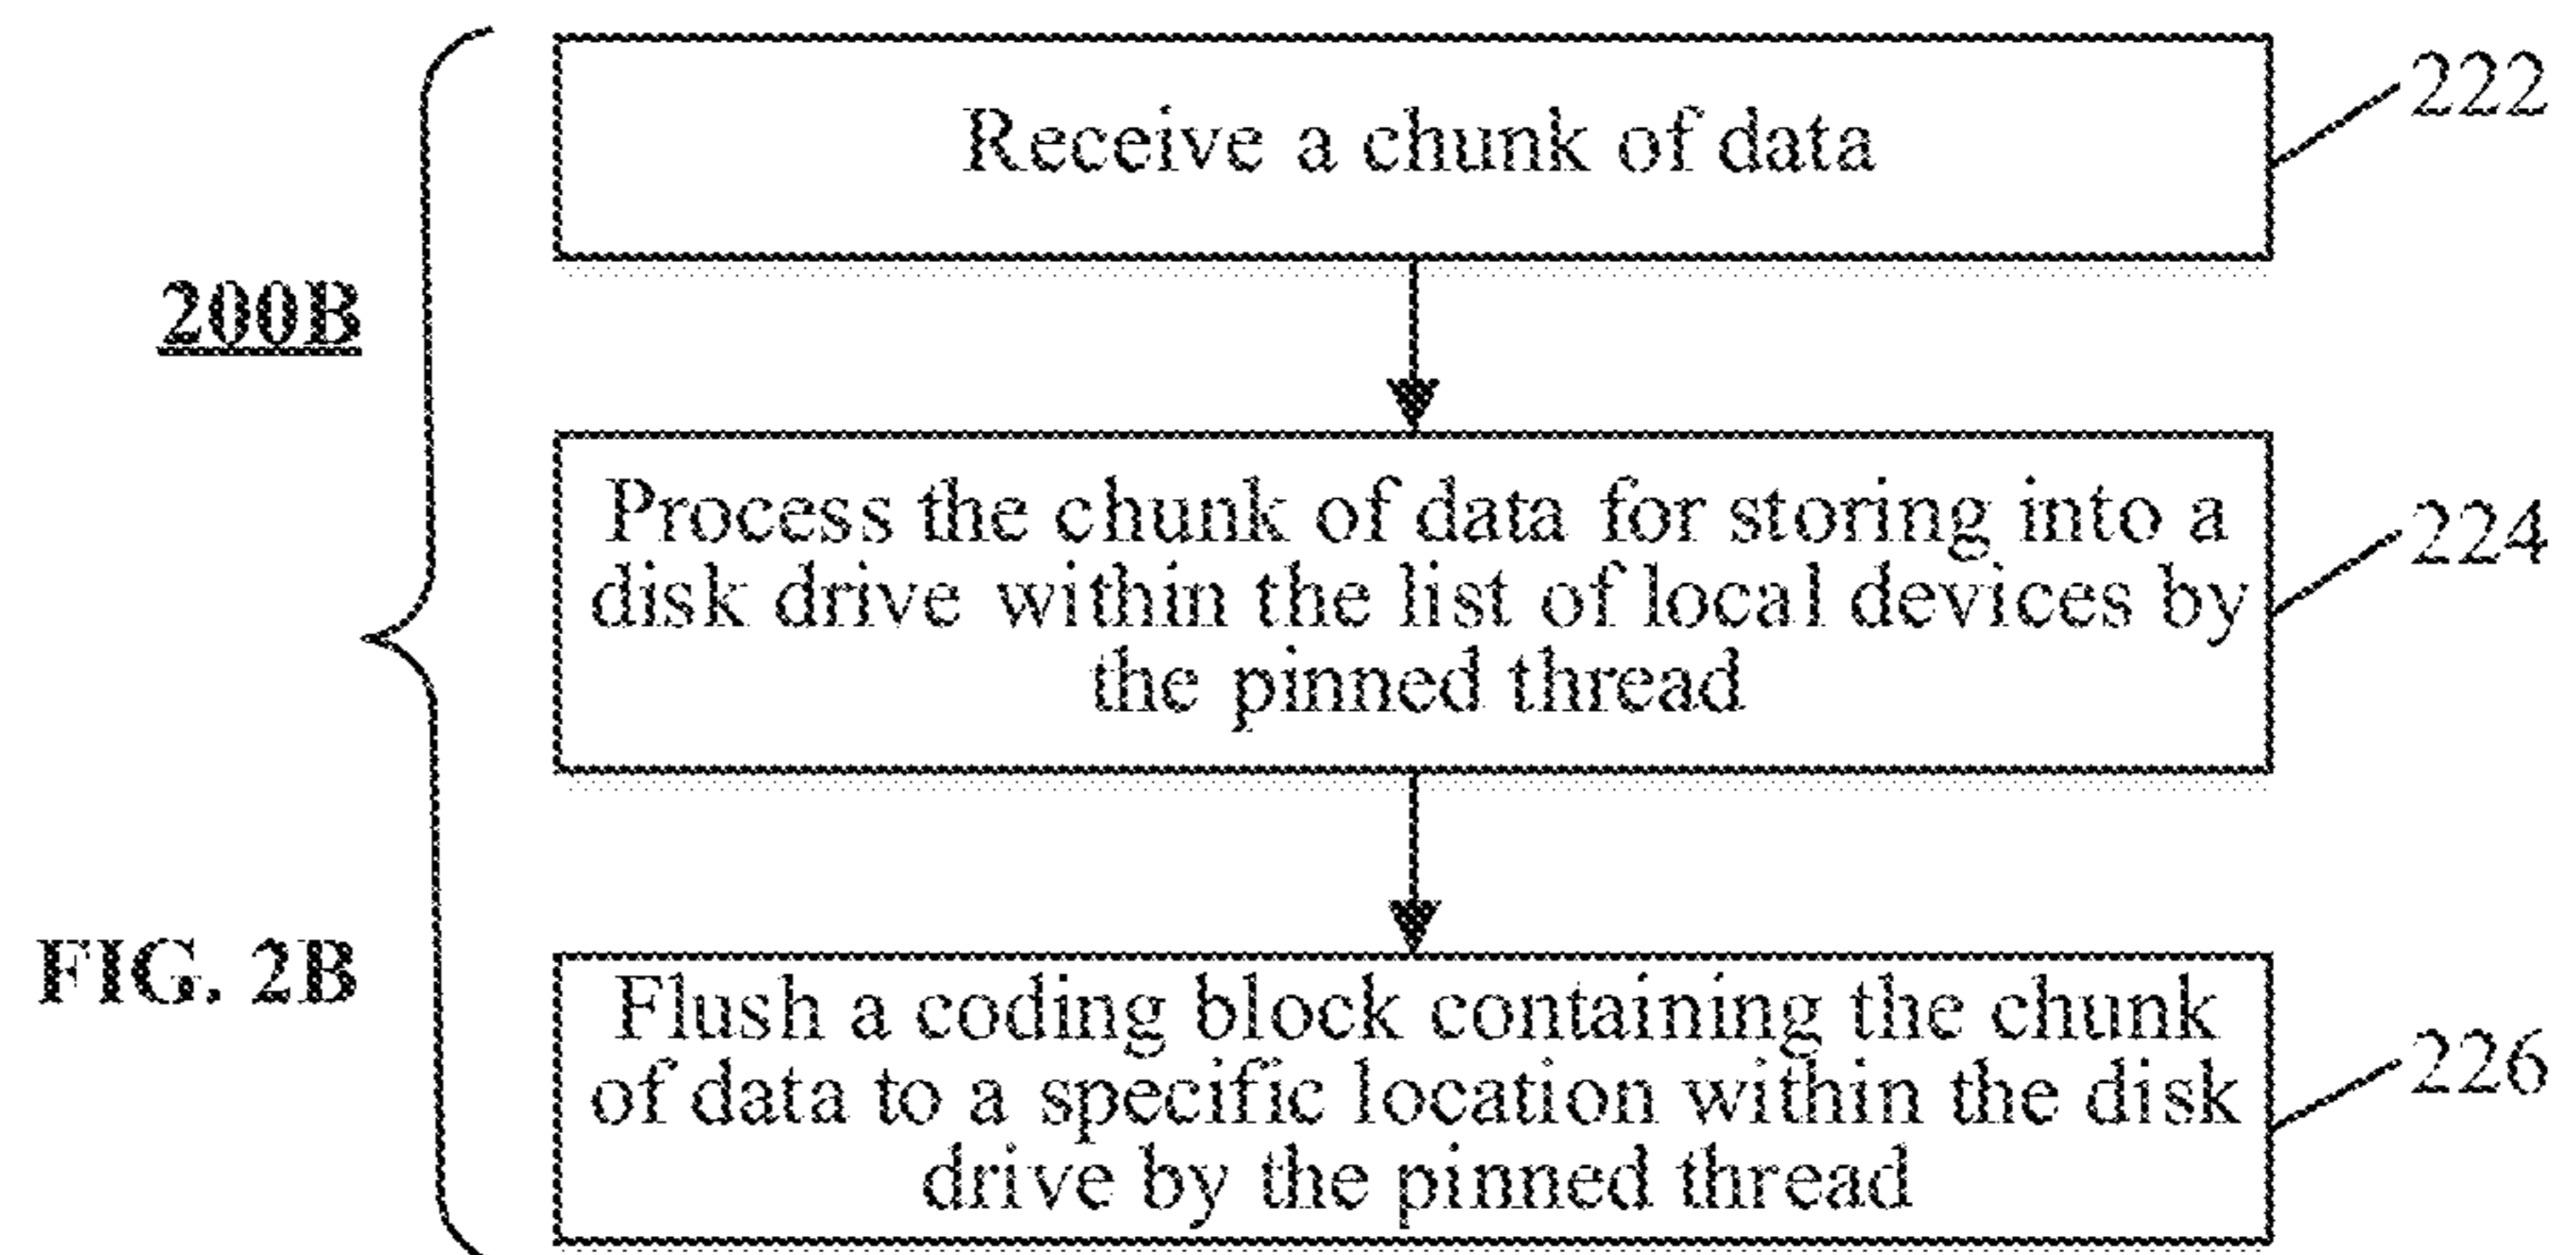 Receive a chunk of data
222
200B
Process the chunk of data for storing into a
disk drive within the list of local devices by
the pinned thread
224
FIG. 2B
Flush a coding block containing the chunk
of data to a specific location within the disk
drive by the pinned thread
226